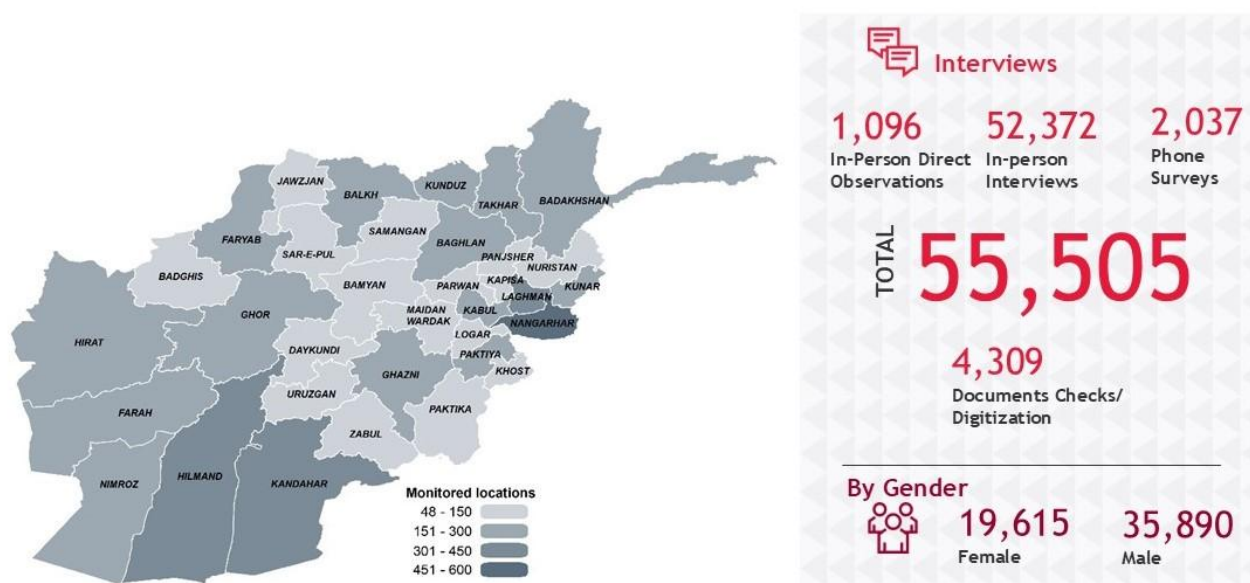 JAWZJAN
BALKH
KUNDUZ
TAKHAR
BADAKHSHAN
FARYAB
SAR-E-PUL
SAMANGAN
BAGHLAN
PANJSHER
NURISTAN
BADGHIS
BAMYAN
PARWAN
KAPISA
KUNAR
LAGHMAN
HIRAT
GHOR
MAIDAN
WARDAK
KABUL
NANGARHAR
LOGAR
DAYKUNDI
PAKTIYA
KHOST
GHAZNI
URUZGAN
PAKTIKA
FARAH
ZABUL
NIMROZ
HILMAND
KANDAHAR
Monitored locations
48 - 150
151 - 300
301 - 450
451 - 600
Interviews
1,096
In-Person Direct
Observations
52,372
In-person
Interviews
2,037
Phone
Surveys
TOTAL
55,505
4,309
Documents Checks/
Digitization
By Gender
19,615
Female
35,890
Male